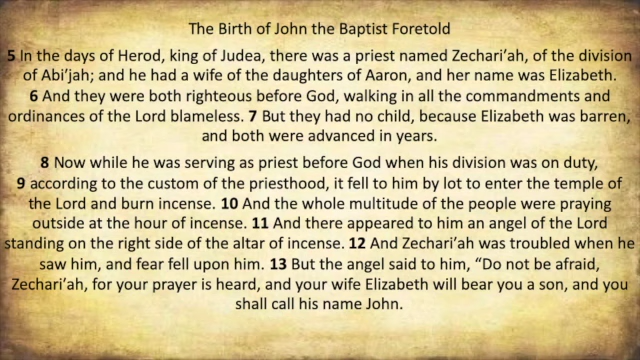 The Birth of John the Baptist Foretold
5 In the days of Herod, king of Judea, there was a priest named Zechari’ah, of the division
of Abi’jah; and he had a wife of the daughters of Aaron, and her name was Elizabeth.
6 And they were both righteous before God, walking in all the commandments and
ordinances of the Lord blameless. 7 But they had no child, because Elizabeth was barren,
and both were advanced in years.
8 Now while he was serving as priest before God when his division was on duty,
9 according to the custom of the priesthood, it fell to him by lot to enter the temple of
the Lord and burn incense. 10 And the whole multitude of the people were praying
outside at the hour of incense. 11 And there appeared to him an angel of the Lord
standing on the right side of the altar of incense. 12 And Zechari’ah was troubled when he
saw him, and fear fell upon him. 13 But the angel said to him, “Do not be afraid,
Zechari’ah, for your prayer is heard, and your wife Elizabeth will bear you a son, and you
shall call his name John.